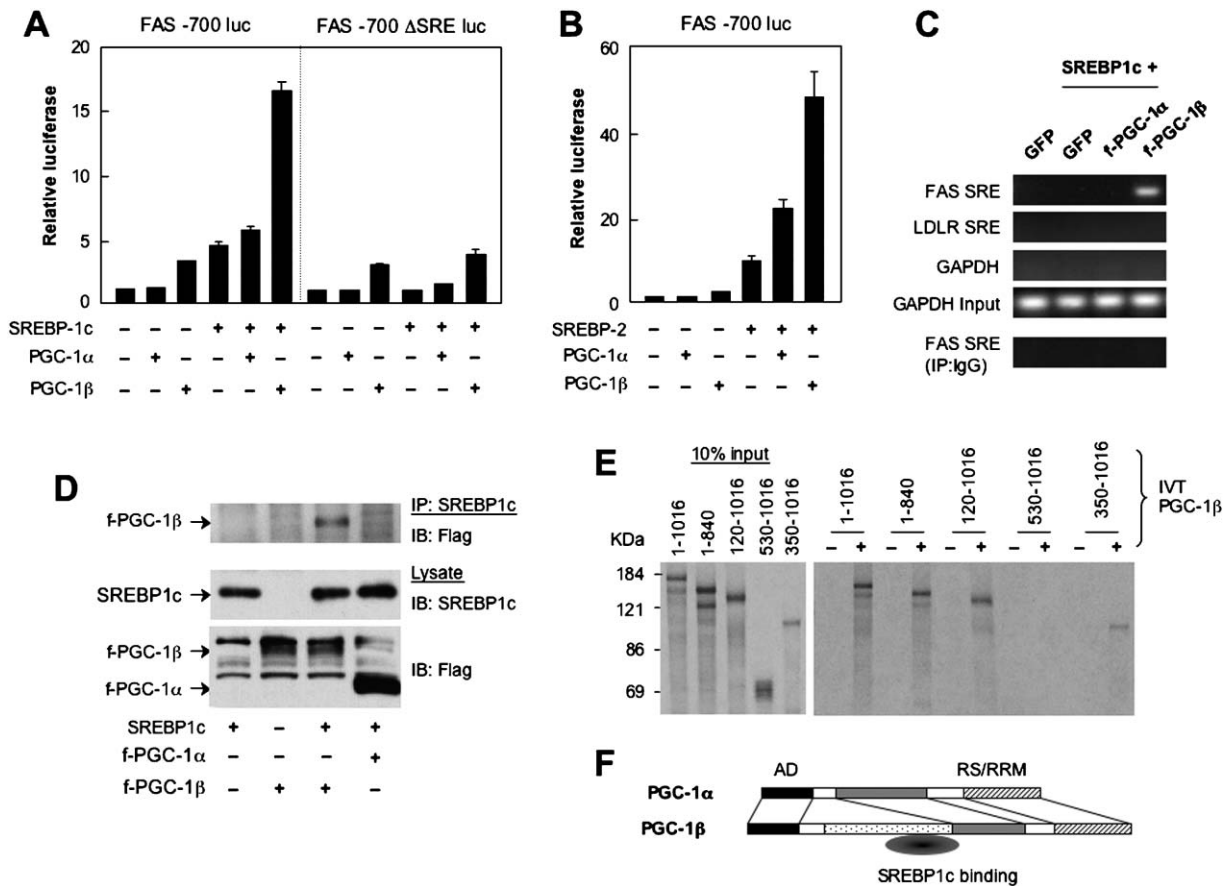 A
FAS -700 luc
FAS -700 ΔSRE luc
Relative luciferase
20
15
10
5
0
SREBP-1c – – – + + + – – – + + +
PGC-1α – + – – + – – + – – + –
PGC-1β – – + – – + – – + – – +
B
FAS -700 luc
Relative luciferase
60
40
20
0
SREBP-2 – – – + + +
PGC-1α – + – – + –
PGC-1β – – + – – +
C
SREBP1c +
GFP GFP f-PGC-1α f-PGC-1β
FAS SRE
LDLR SRE
GAPDH
GAPDH Input
FAS SRE
(IP:IgG)
D
f-PGC-1β
IP: SREBP1c
IB: Flag
SREBP1c
Lysate
IB: SREBP1c
f-PGC-1β
f-PGC-1α
IB: Flag
SREBP1c + – + +
f-PGC-1α – – – +
f-PGC-1β – + + –
E
10% input
1-1016 1-840 120-1016 530-1016 350-1016
1-1016 1-840 120-1016 530-1016 350-1016
IVT
PGC-1β
– + – + – + – + – +
KDa
184
121
86
69
F
AD RS/RRM
PGC-1α
PGC-1β
SREBP1c binding